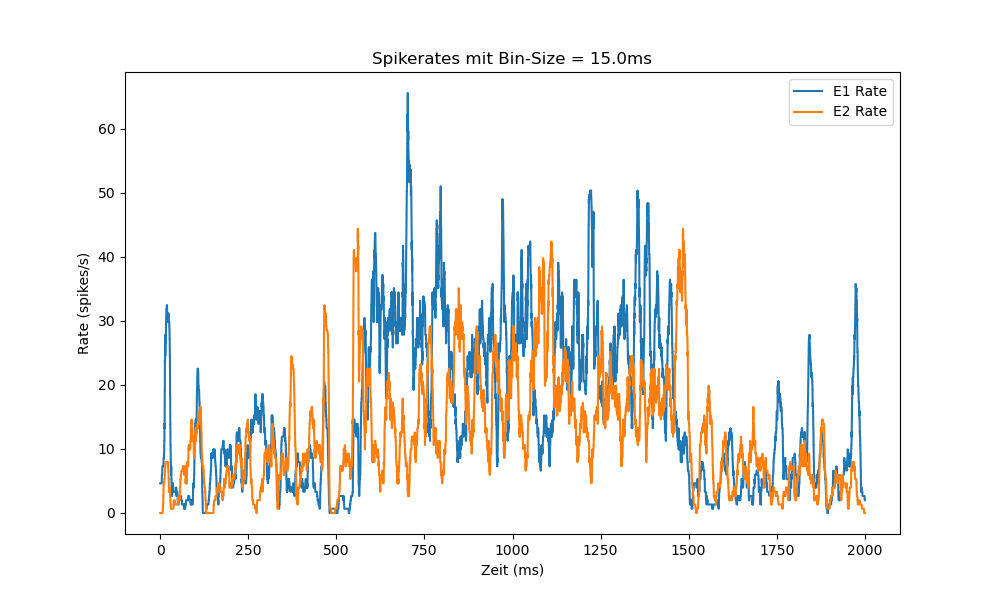 Spikerates mit Bin-Size = 15.0ms
E1 Rate
E2 Rate
Rate (spikes/s)
60
50
40
30
20
10
0
0 250 500 750 1000 1250 1500 1750 2000
Zeit (ms)